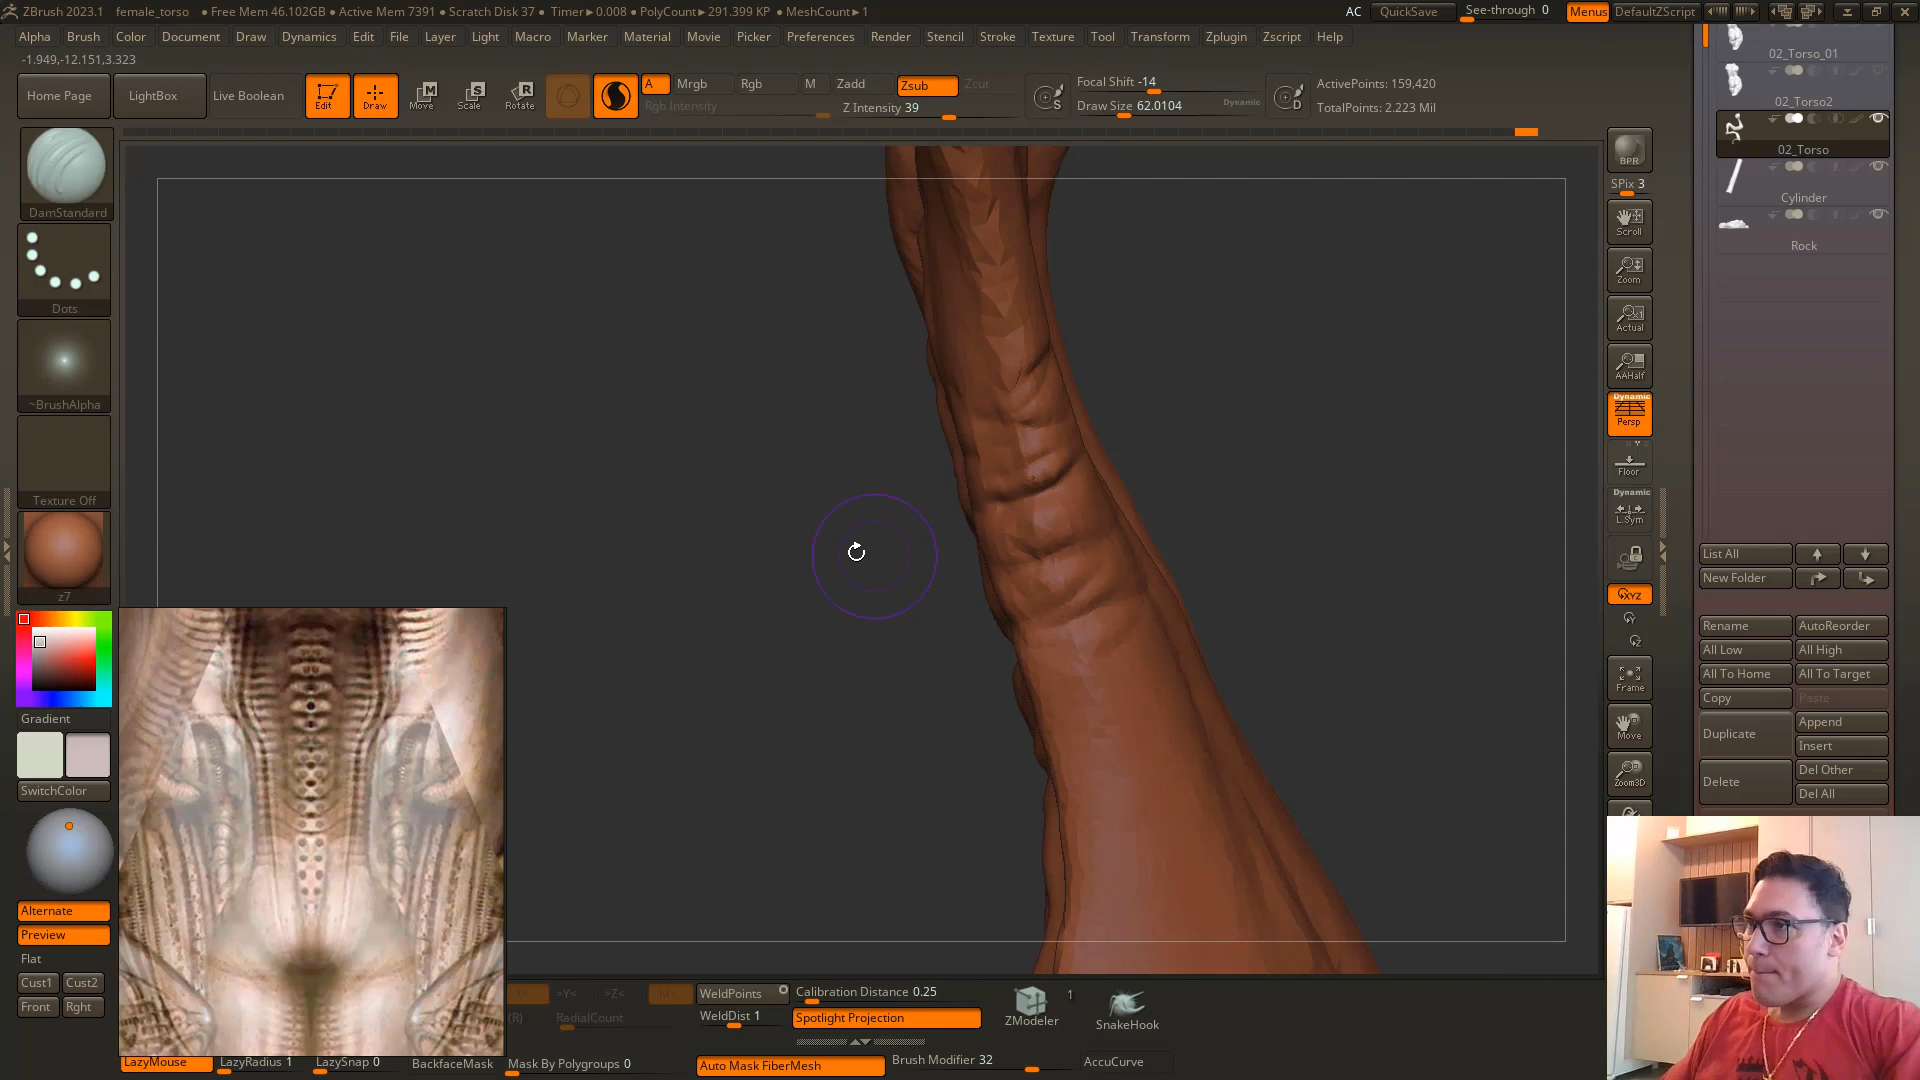 ZBrush 2023.1 female_torso • Free Mem 46.102GB • Active Mem 7391 • Scratch Disk 37 • Timer▸0.008 • PolyCount▸291.399 KP • MeshCount▸1
AC QuickSave See-through 0 Menus DefaultZScript
Alpha Brush Color Document Draw Dynamics Edit File Layer Light Macro Marker Material Movie Picker Preferences Render Stencil Stroke Texture Tool Transform Zplugin Zscript Help
-1.949,-12.151,3.323
Home Page LightBox Live Boolean Edit Draw Move Scale Rotate
A Mrgb Rgb M Zadd Zsub Zcut
Rgb Intensity Z Intensity 39
Focal Shift -14
Draw Size 62.0104 Dynamic
ActivePoints: 159,420
TotalPoints: 2.223 Mil
DamStandard
Dots
~BrushAlpha
Texture Off
z7
Gradient
SwitchColor
Alternate
Preview
Flat
Cust1 Cust2
Front Rght
BPR
SPix 3
Scroll
Zoom
Actual
AAHalf
Dynamic
Persp
Floor
Dynamic
L.Sym
XYZ
Frame
Move
Zoom3D
02_Torso_01
02_Torso2
02_Torso
Cylinder
Rock
List All
New Folder
Rename AutoReorder
All Low All High
All To Home All To Target
Copy Paste
Duplicate Append
Insert
Delete Del Other
Del All
>Y< >Z< >M< WeldPoints Calibration Distance 0.25
(R) RadialCount WeldDist 1 Spotlight Projection
ZModeler 1 SnakeHook
LazyMouse LazyRadius 1 LazySnap 0 BackfaceMask Mask By Polygroups 0 Auto Mask FiberMesh Brush Modifier 32 AccuCurve